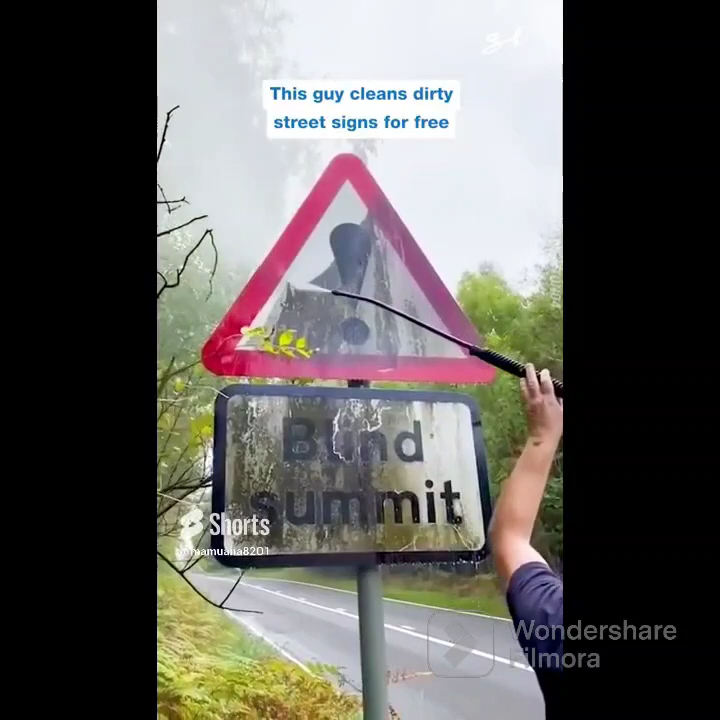 This guy cleans dirty
street signs for free
!
Blind
summit
Shorts
Wondershare
Filmora